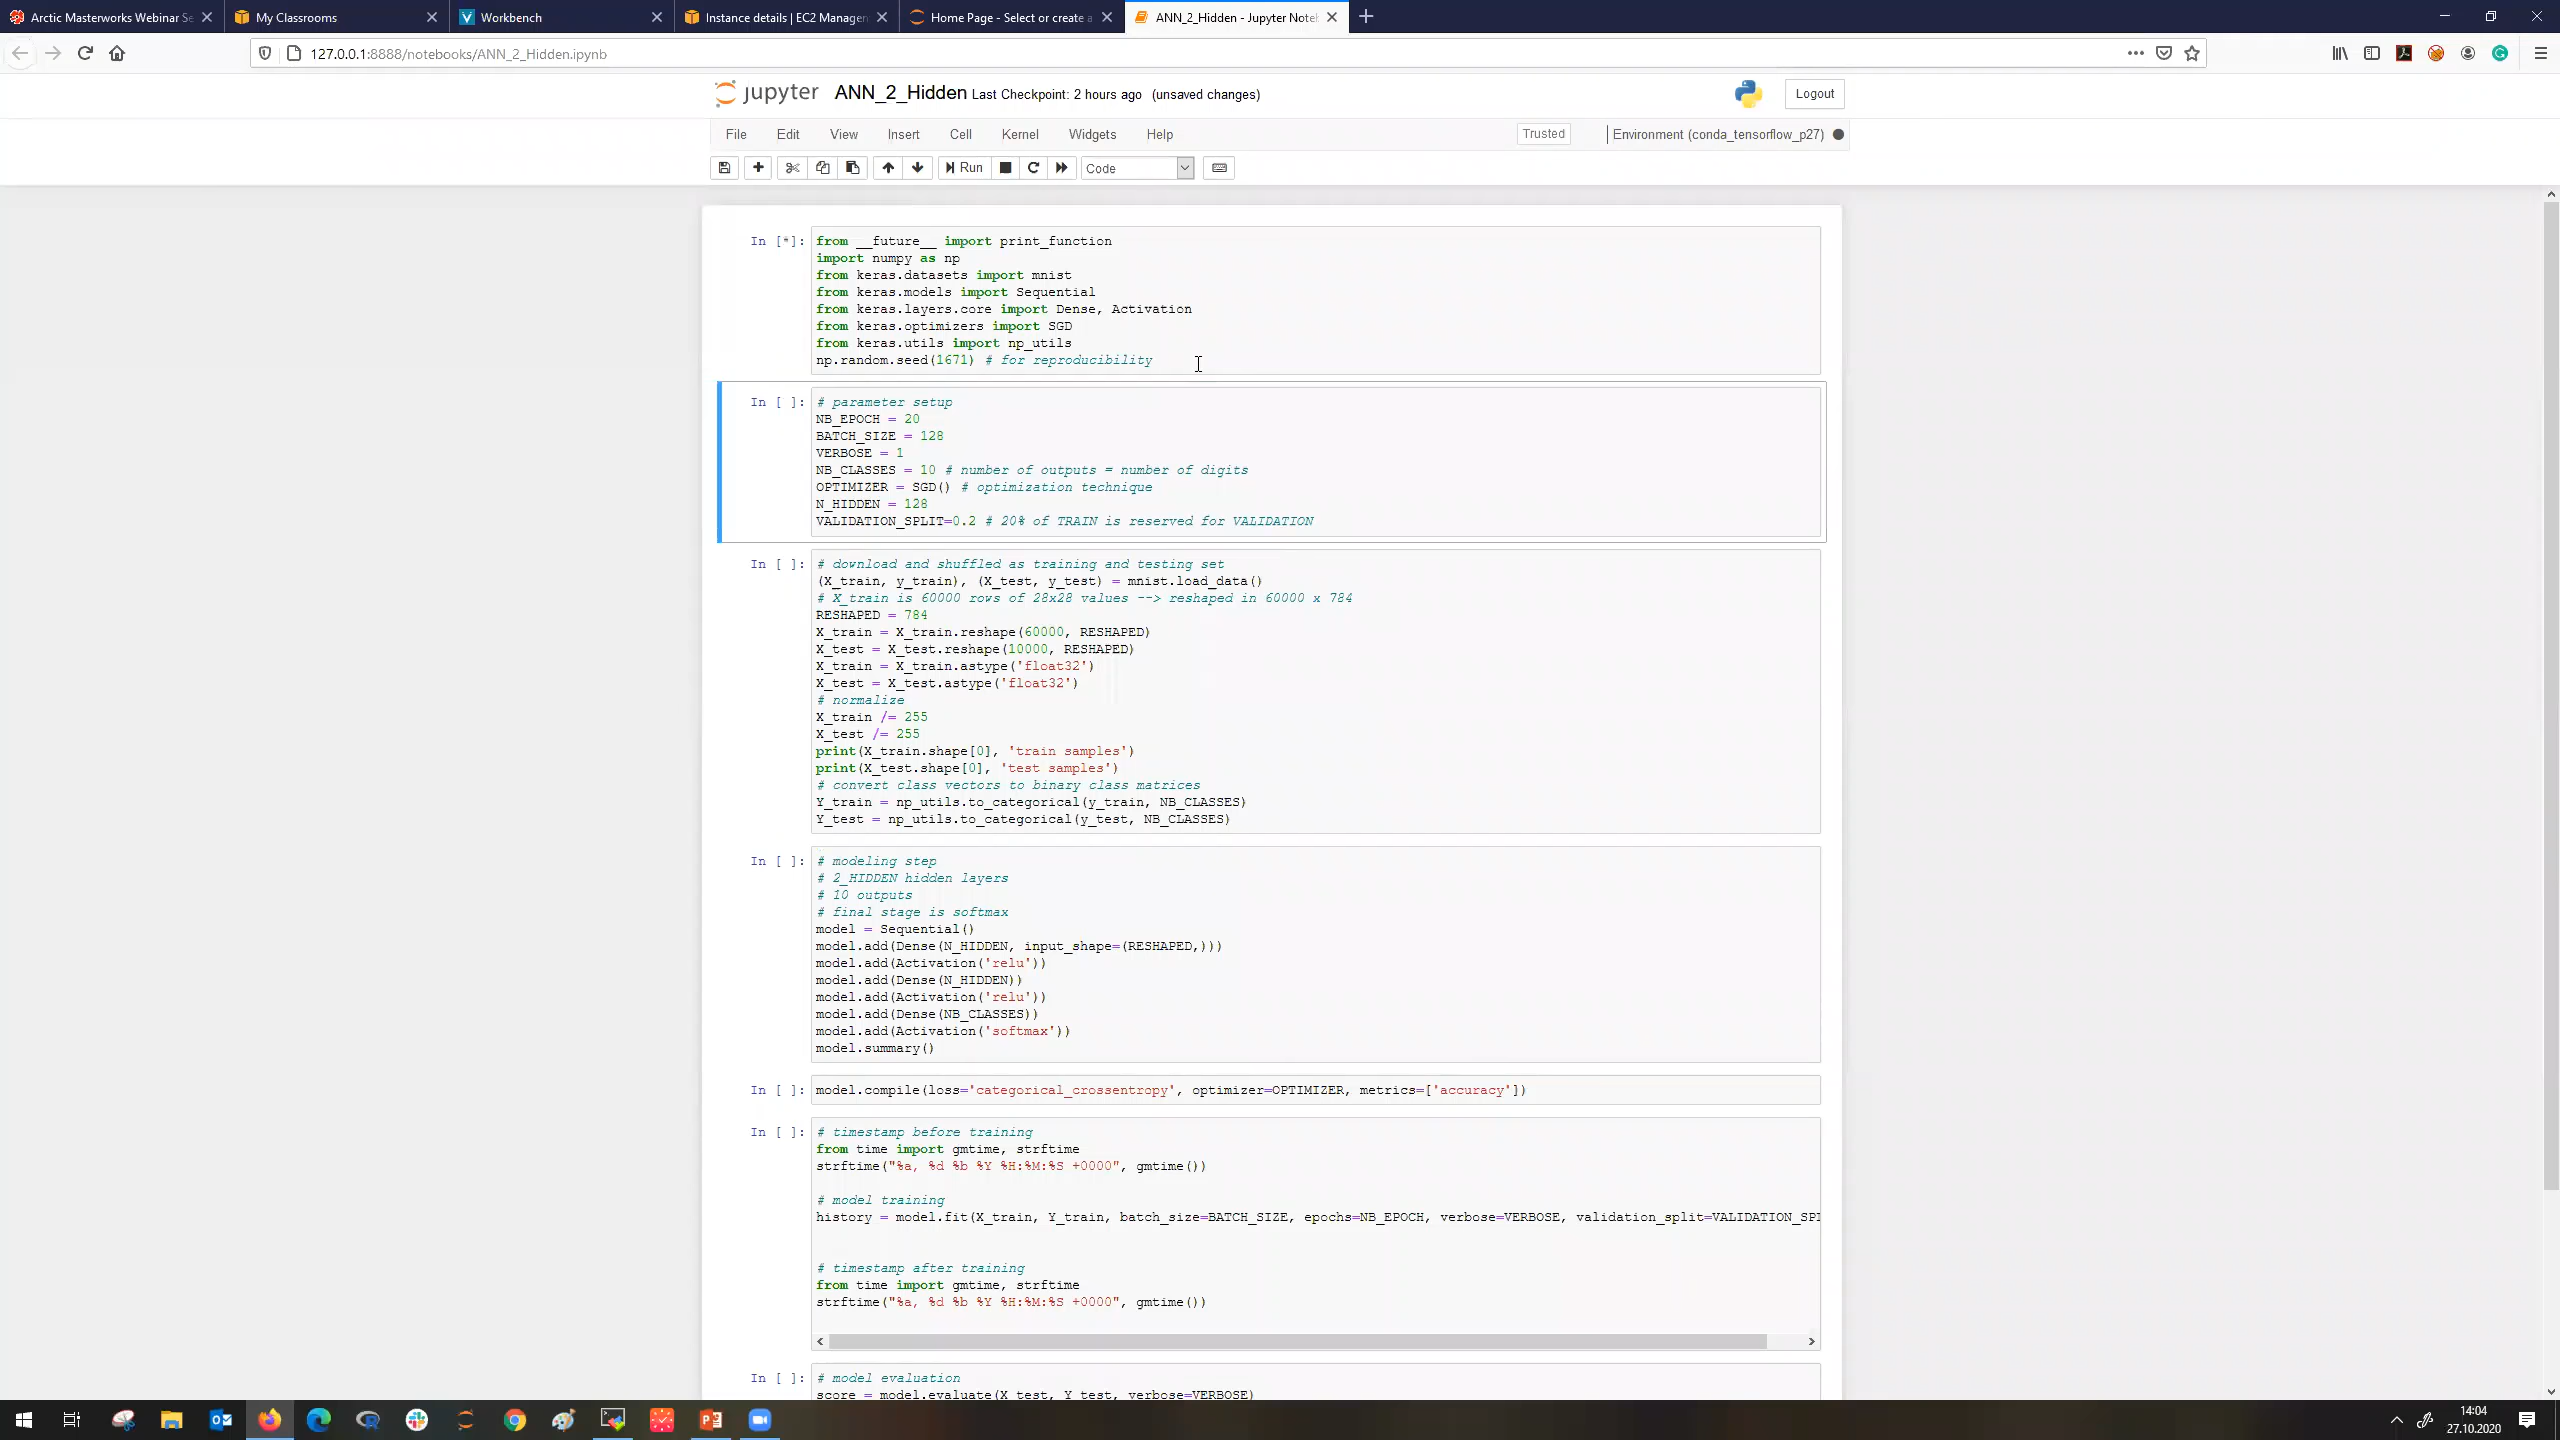 Arctic Masterworks Webinar Se
My Classrooms
Workbench
Instance details | EC2 Managem
Home Page - Select or create a
ANN_2_Hidden - Jupyter Noteb
127.0.0.1:8888/notebooks/ANN_2_Hidden.ipynb
jupyter ANN_2_Hidden Last Checkpoint: 2 hours ago (unsaved changes)
Logout
File Edit View Insert Cell Kernel Widgets Help
Trusted
Environment (conda_tensorflow_p27)
Run
Code
In [*]:
from __future__ import print_function
import numpy as np
from keras.datasets import mnist
from keras.models import Sequential
from keras.layers.core import Dense, Activation
from keras.optimizers import SGD
from keras.utils import np_utils
np.random.seed(1671) # for reproducibility
In [ ]:
# parameter setup
NB_EPOCH = 20
BATCH_SIZE = 128
VERBOSE = 1
NB_CLASSES = 10 # number of outputs = number of digits
OPTIMIZER = SGD() # optimization technique
N_HIDDEN = 128
VALIDATION_SPLIT=0.2 # 20% of TRAIN is reserved for VALIDATION
In [ ]:
# download and shuffled as training and testing set
(X_train, y_train), (X_test, y_test) = mnist.load_data()
# X_train is 60000 rows of 28x28 values --> reshaped in 60000 x 784
RESHAPED = 784
X_train = X_train.reshape(60000, RESHAPED)
X_test = X_test.reshape(10000, RESHAPED)
X_train = X_train.astype('float32')
X_test = X_test.astype('float32')
# normalize
X_train /= 255
X_test /= 255
print(X_train.shape[0], 'train samples')
print(X_test.shape[0], 'test samples')
# convert class vectors to binary class matrices
Y_train = np_utils.to_categorical(y_train, NB_CLASSES)
Y_test = np_utils.to_categorical(y_test, NB_CLASSES)
In [ ]:
# modeling step
# 2_HIDDEN hidden layers
# 10 outputs
# final stage is softmax
model = Sequential()
model.add(Dense(N_HIDDEN, input_shape=(RESHAPED,)))
model.add(Activation('relu'))
model.add(Dense(N_HIDDEN))
model.add(Activation('relu'))
model.add(Dense(NB_CLASSES))
model.add(Activation('softmax'))
model.summary()
In [ ]:
model.compile(loss='categorical_crossentropy', optimizer=OPTIMIZER, metrics=['accuracy'])
In [ ]:
# timestamp before training
from time import gmtime, strftime
strftime("%a, %d %b %Y %H:%M:%S +0000", gmtime())
# model training
history = model.fit(X_train, Y_train, batch_size=BATCH_SIZE, epochs=NB_EPOCH, verbose=VERBOSE, validation_split=VALIDATION_SPI
# timestamp after training
from time import gmtime, strftime
strftime("%a, %d %b %Y %H:%M:%S +0000", gmtime())
In [ ]:
# model evaluation
score = model.evaluate(X_test, Y_test, verbose=VERBOSE)
14:04
27.10.2020